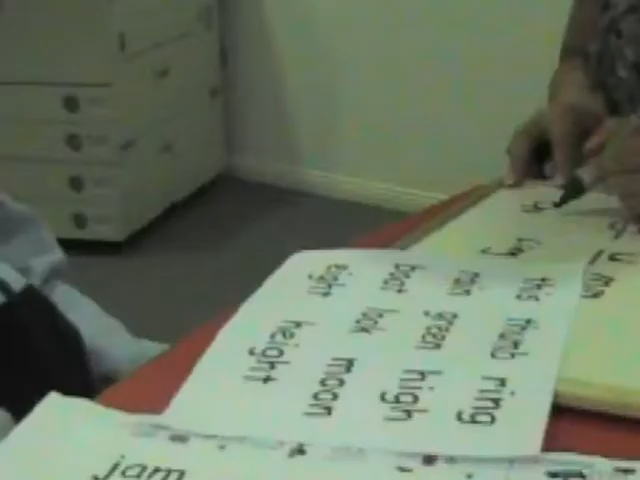 this thumb ring
rain green high
boat look moon
eight height
jam